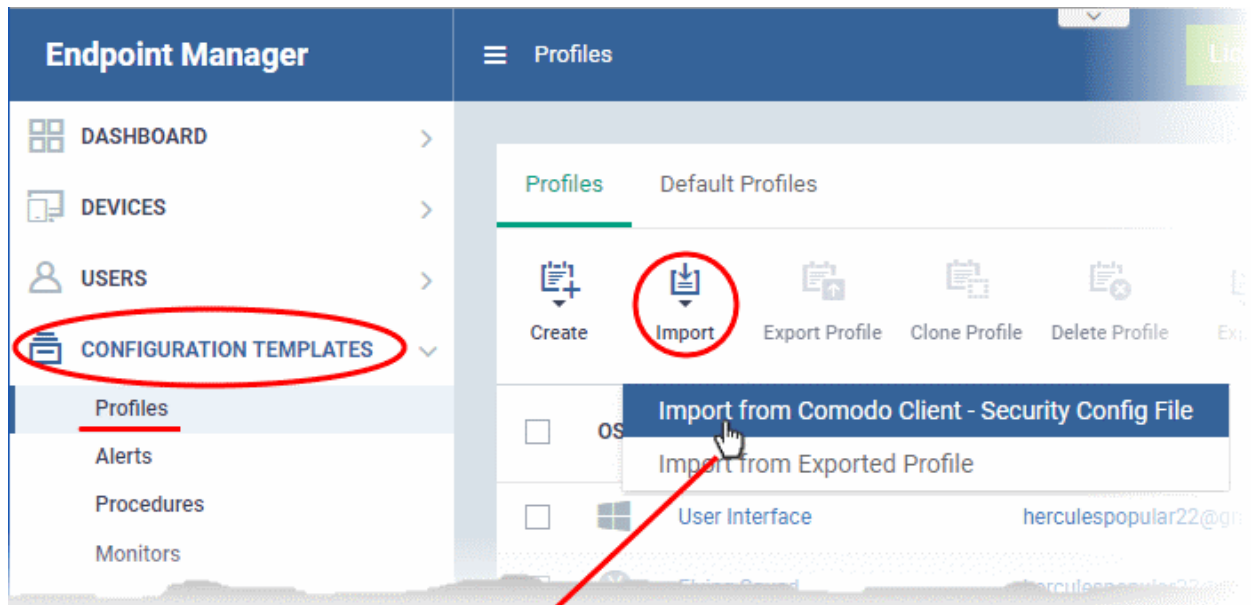 Endpoint Manager
Profiles
DASHBOARD
DEVICES
USERS
CONFIGURATION TEMPLATES
Profiles
Alerts
Procedures
Monitors
Profiles Default Profiles
Create Import Export Profile Clone Profile Delete Profile
OS
Import from Comodo Client - Security Config File
Import from Exported Profile
User Interface